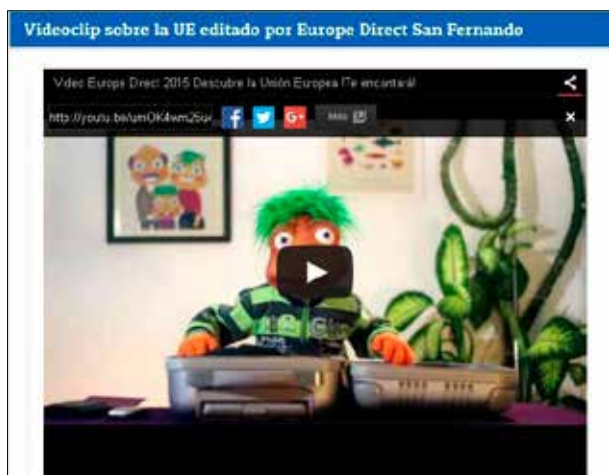 Videoclip sobre la UE editado por Europe Direct San Fernando
Video Europe Direct 2015 Descubre la Unión Europea ¡Te encantará!
Más